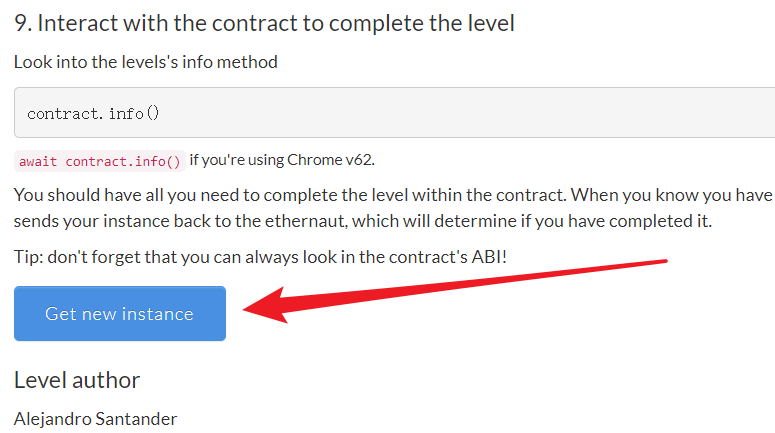 9. Interact with the contract to complete the level
Look into the levels's info method
contract.info()
await contract.info() if you're using Chrome v62.
You should have all you need to complete the level within the contract. When you know you have
sends your instance back to the ethernaut, which will determine if you have completed it.
Tip: don't forget that you can always look in the contract's ABI!
Get new instance
Level author
Alejandro Santander